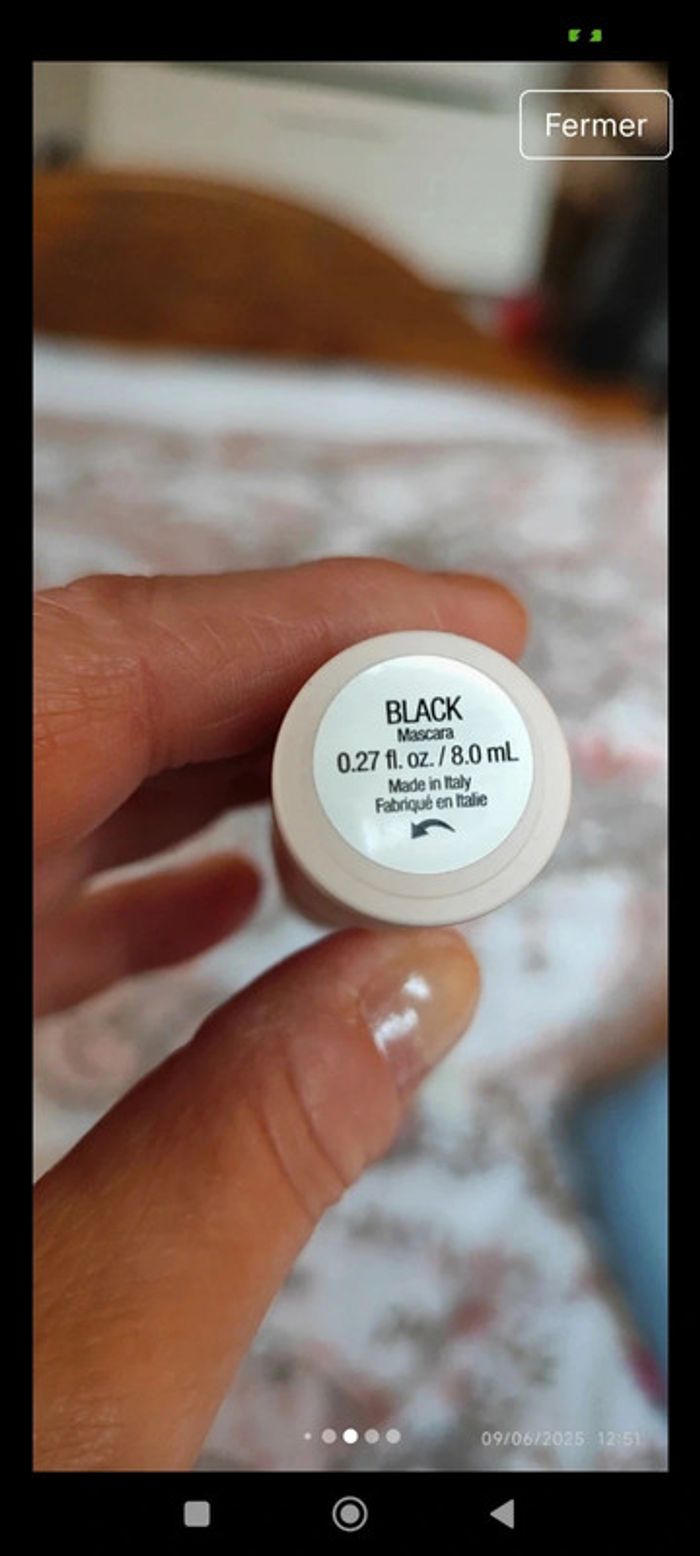 Fermer
BLACK
Mascara
0.27 fl. oz. / 8.0 mL
Made in Italy
Fabriqué en Italie
09/06/2025 12:51